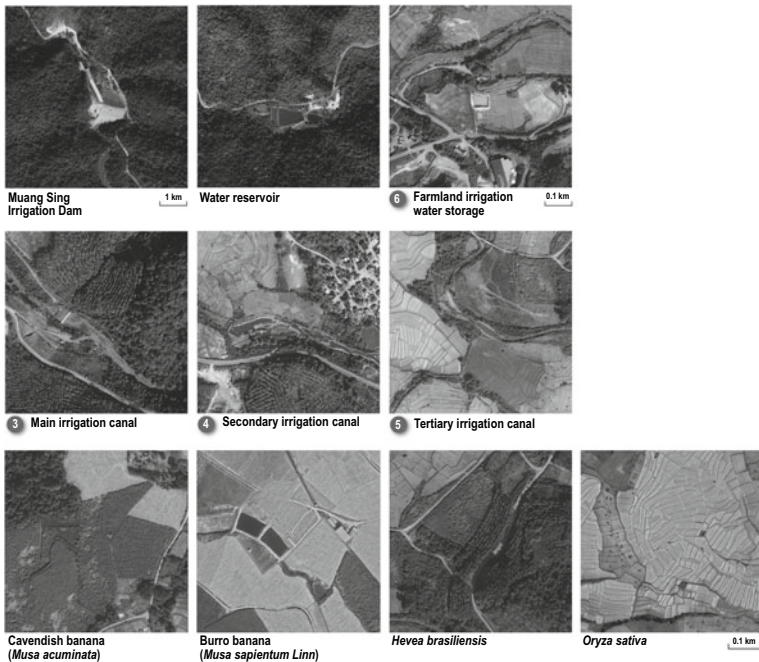 Muang Sing
Irrigation Dam
1 km
Water reservoir
6 Farmland irrigation
water storage
0.1 km
3 Main irrigation canal
4 Secondary irrigation canal
5 Tertiary irrigation canal
Cavendish banana
(Musa acuminata)
Burro banana
(Musa sapientum Linn)
Hevea brasiliensis
Oryza sativa
0.1 km